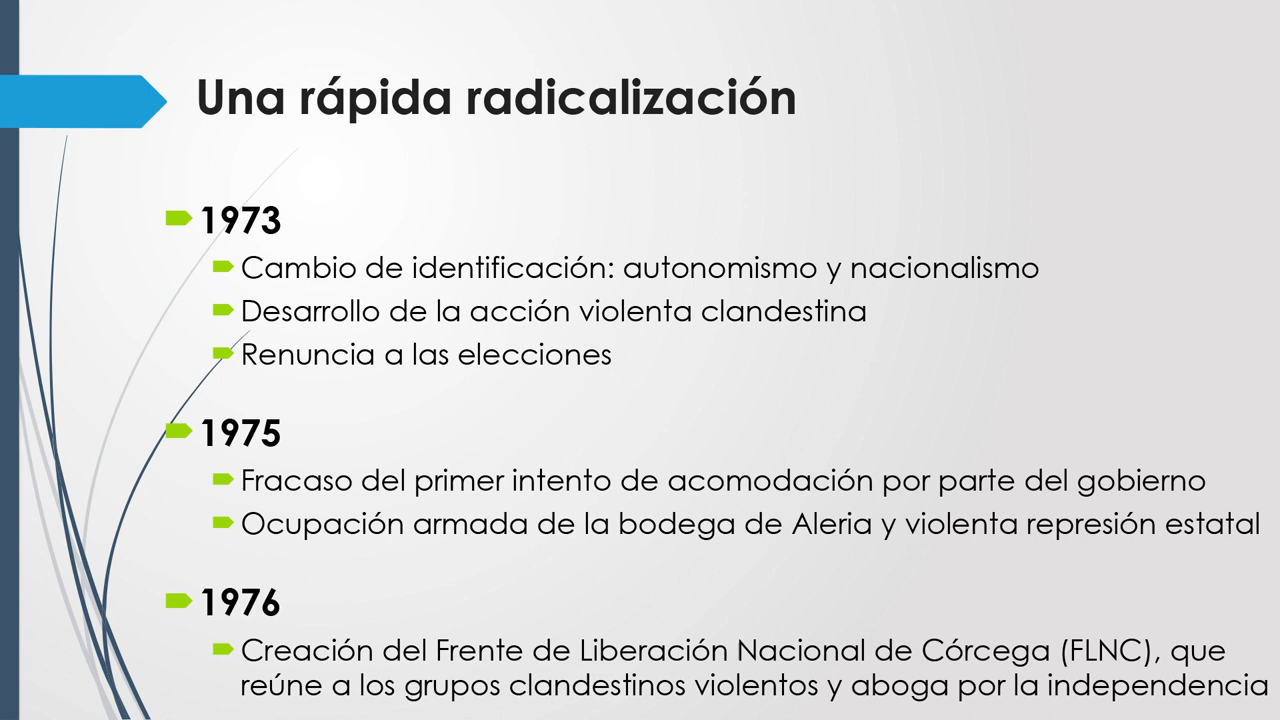 Una rápida radicalización
1973
Cambio de identificación: autonomismo y nacionalismo
Desarrollo de la acción violenta clandestina
Renuncia a las elecciones
1975
Fracaso del primer intento de acomodación por parte del gobierno
Ocupación armada de la bodega de Aleria y violenta represión estatal
1976
Creación del Frente de Liberación Nacional de Córcega (FLNC), que
reúne a los grupos clandestinos violentos y aboga por la independencia